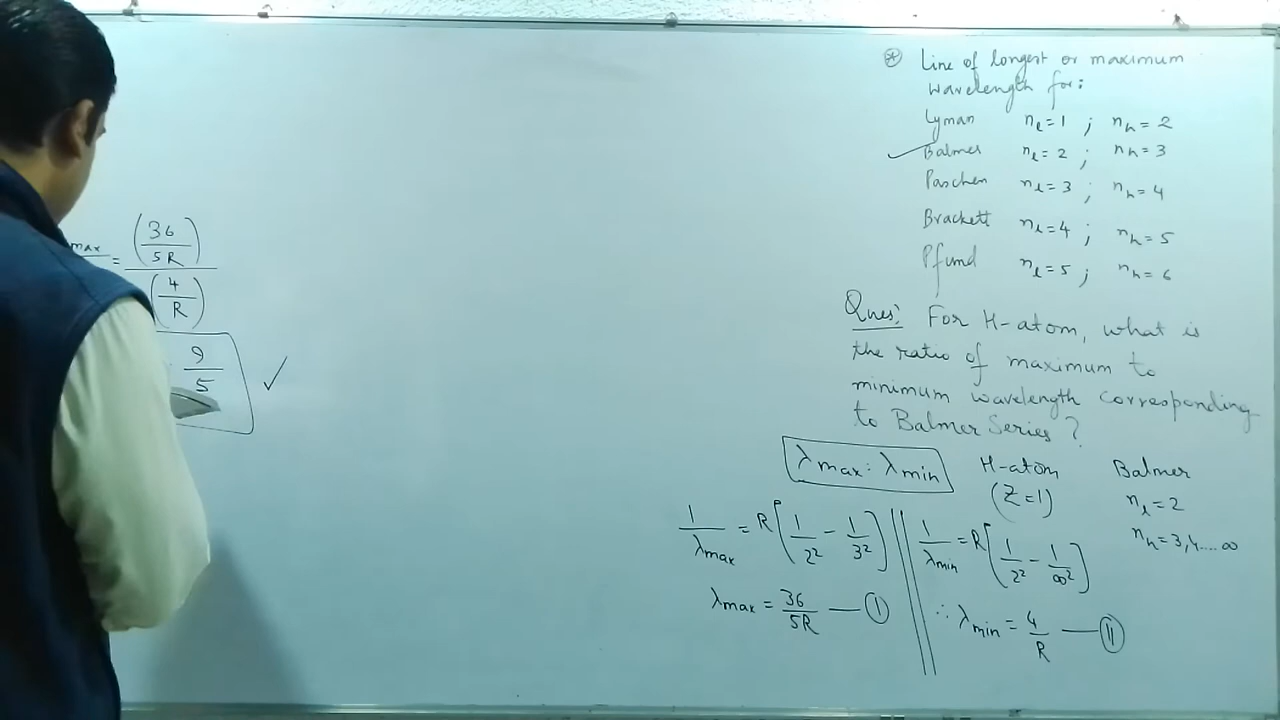 ⊛ Line of longest or maximum
wavelength for:
Lyman n_l = 1 ; n_h = 2
✓ Balmer n_l = 2 ; n_h = 3
Paschen n_l = 3 ; n_h = 4
Brackett n_l = 4 ; n_h = 5
Pfund n_l = 5 ; n_h = 6
Ques: For H-atom, what is
the ratio of maximum to
minimum wavelength corresponding
to Balmer Series ?
λmax : λmin H-atom Balmer
(Z=1) n_l = 2
n_h = 3,4....∞
1/λmax = R[1/2² - 1/3²] || 1/λmin = R[1/2² - 1/∞²]
λmax = 36/5R — (I) || ∴ λmin = 4/R — (II)
max = (36/5R)/(4/R)
9/5 ✓